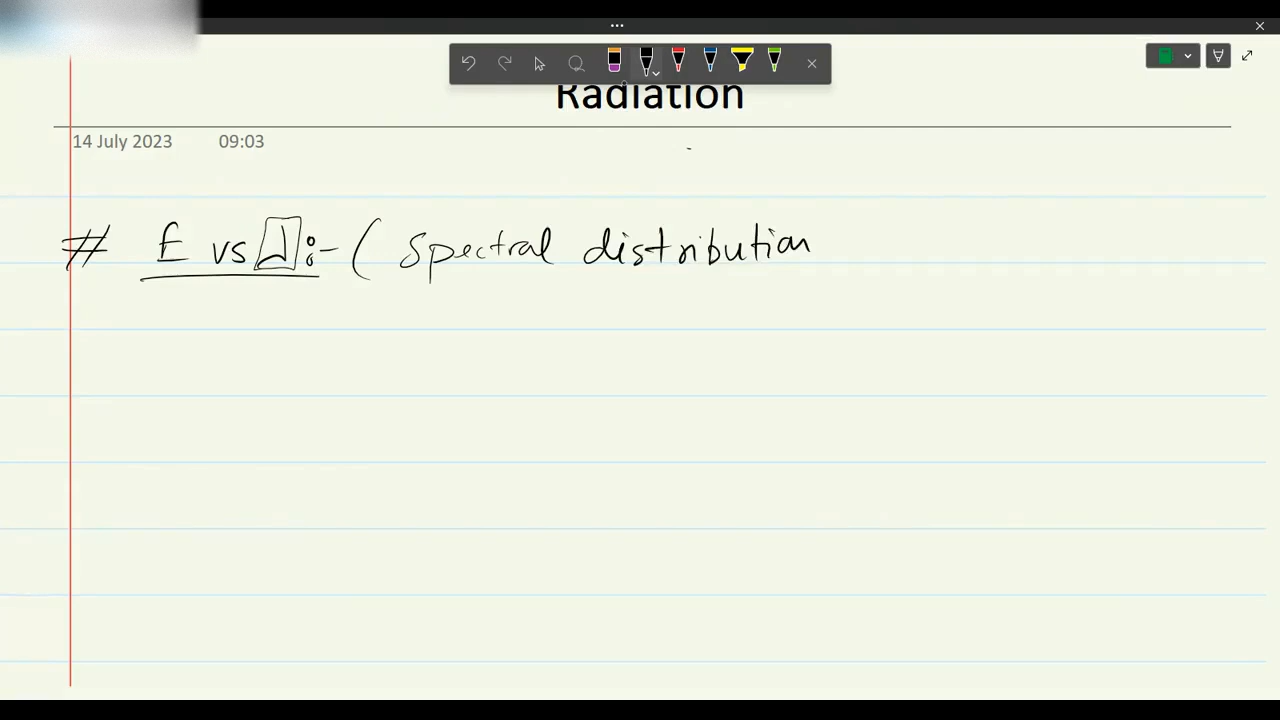 Radiation
14 July 2023 09:03
# E vs :- ( Spectral distribution